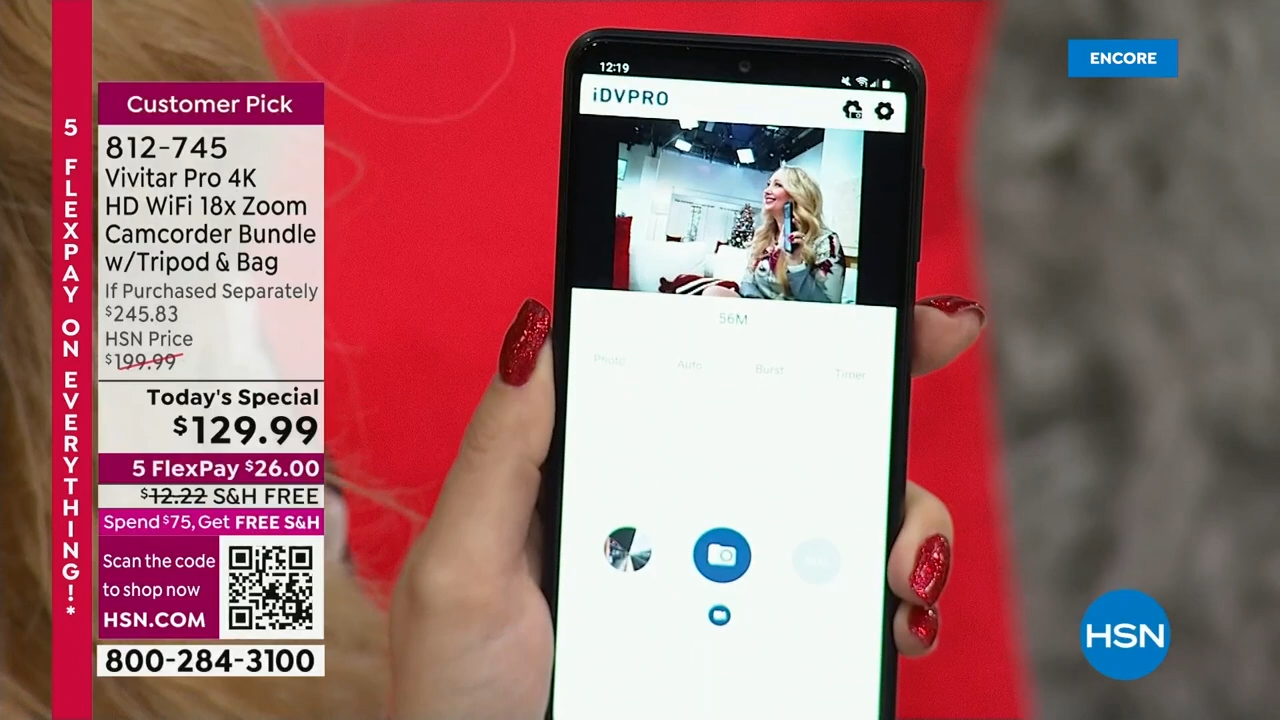 5 FLEXPAY ON EVERYTHING!*
Customer Pick
812-745
Vivitar Pro 4K
HD WiFi 18x Zoom
Camcorder Bundle
w/Tripod & Bag
If Purchased Separately
$245.83
HSN Price
$199.99
Today's Special
$129.99
5 FlexPay $26.00
$12.22 S&H FREE
Spend $75, Get FREE S&H
Scan the code
to shop now
HSN.COM
800-284-3100
12:19
iDVPRO
56M
Photo Auto Burst Timer
ENCORE
HSN